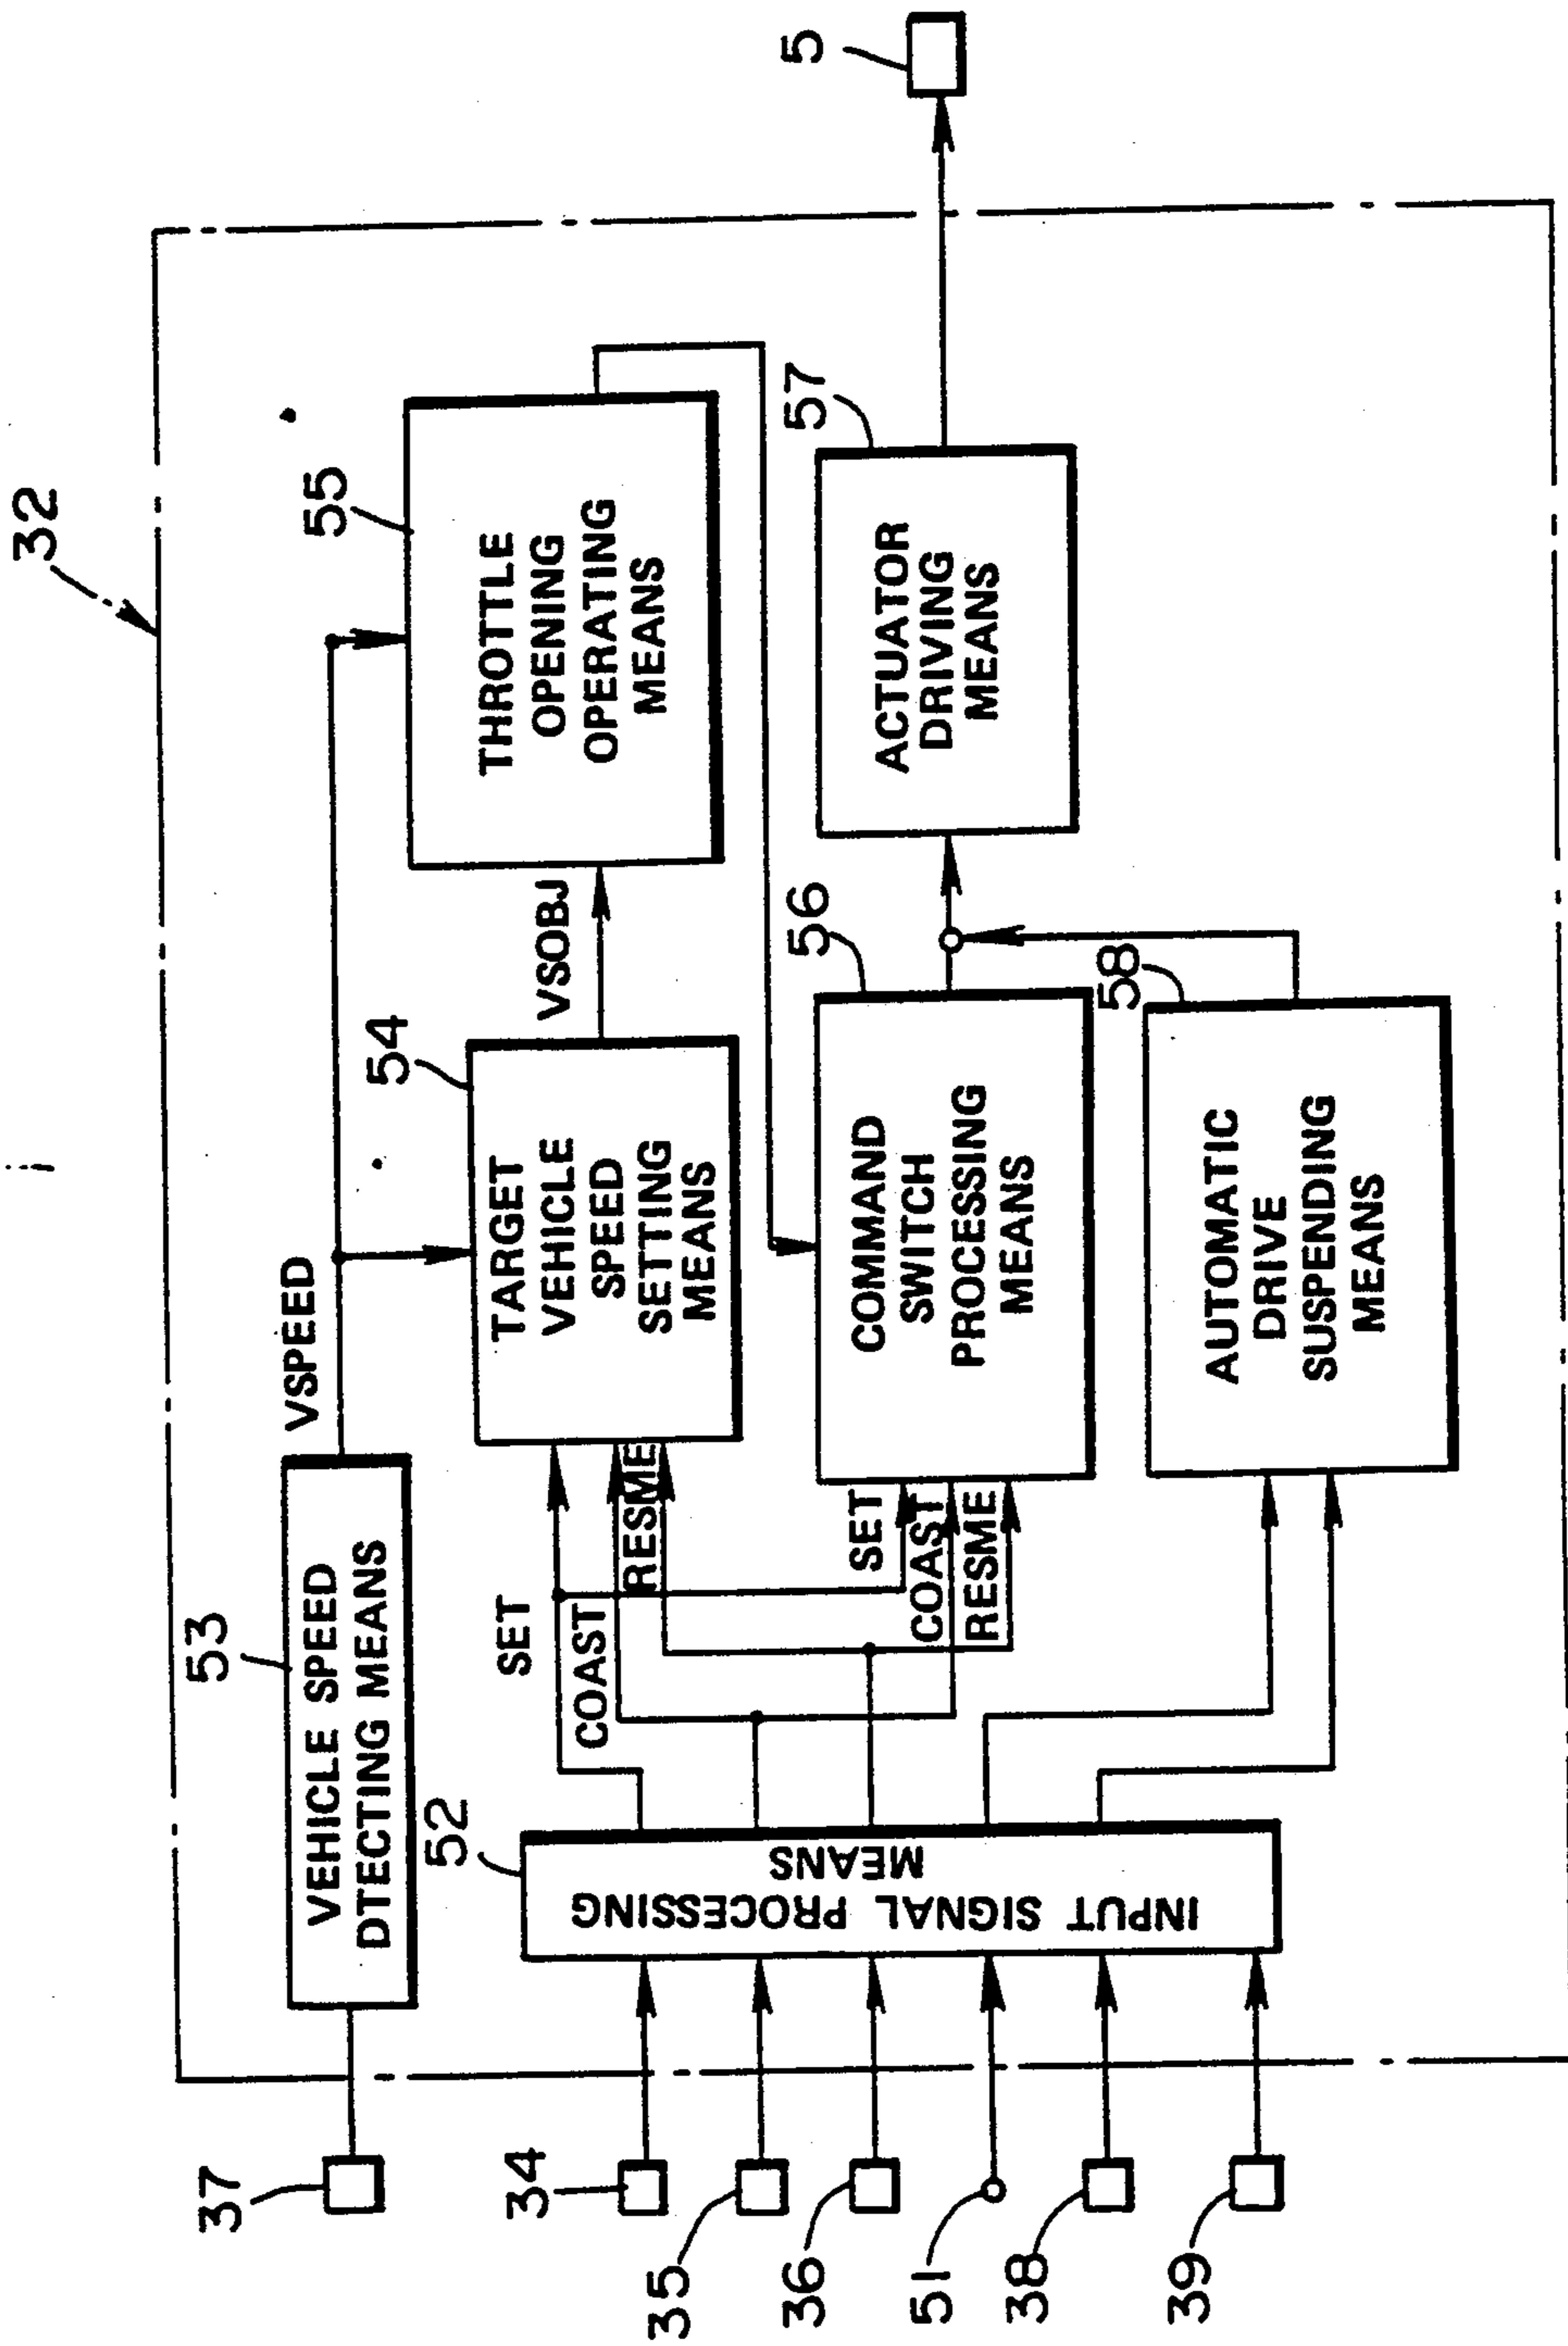 32
37
53
VEHICLE SPEED
DTECTING MEANS
VSPEED
54
TARGET
VEHICLE
SPEED
SETTING
MEANS
VSOBJ
55
THROTTLE
OPENING
OPERATING
MEANS
34
35
36
51
38
39
52
INPUT SIGNAL PROCESSING
MEANS
SET
COAST
RESME
SET
COAST
RESME
56
COMMAND
SWITCH
PROCESSING
MEANS
57
ACTUATOR
DRIVING
MEANS
5
58
AUTOMATIC
DRIVE
SUSPENDING
MEANS